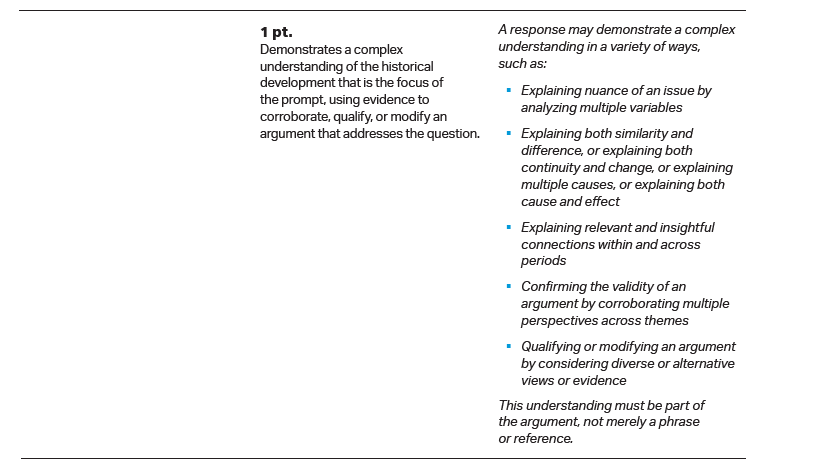 1 pt.
Demonstrates a complex
understanding of the historical
development that is the focus of
the prompt, using evidence to
corroborate, qualify, or modify an
argument that addresses the question.
A response may demonstrate a complex
understanding in a variety of ways,
such as:
▪ Explaining nuance of an issue by
analyzing multiple variables
▪ Explaining both similarity and
difference, or explaining both
continuity and change, or explaining
multiple causes, or explaining both
cause and effect
▪ Explaining relevant and insightful
connections within and across
periods
▪ Confirming the validity of an
argument by corroborating multiple
perspectives across themes
▪ Qualifying or modifying an argument
by considering diverse or alternative
views or evidence
This understanding must be part of
the argument, not merely a phrase
or reference.